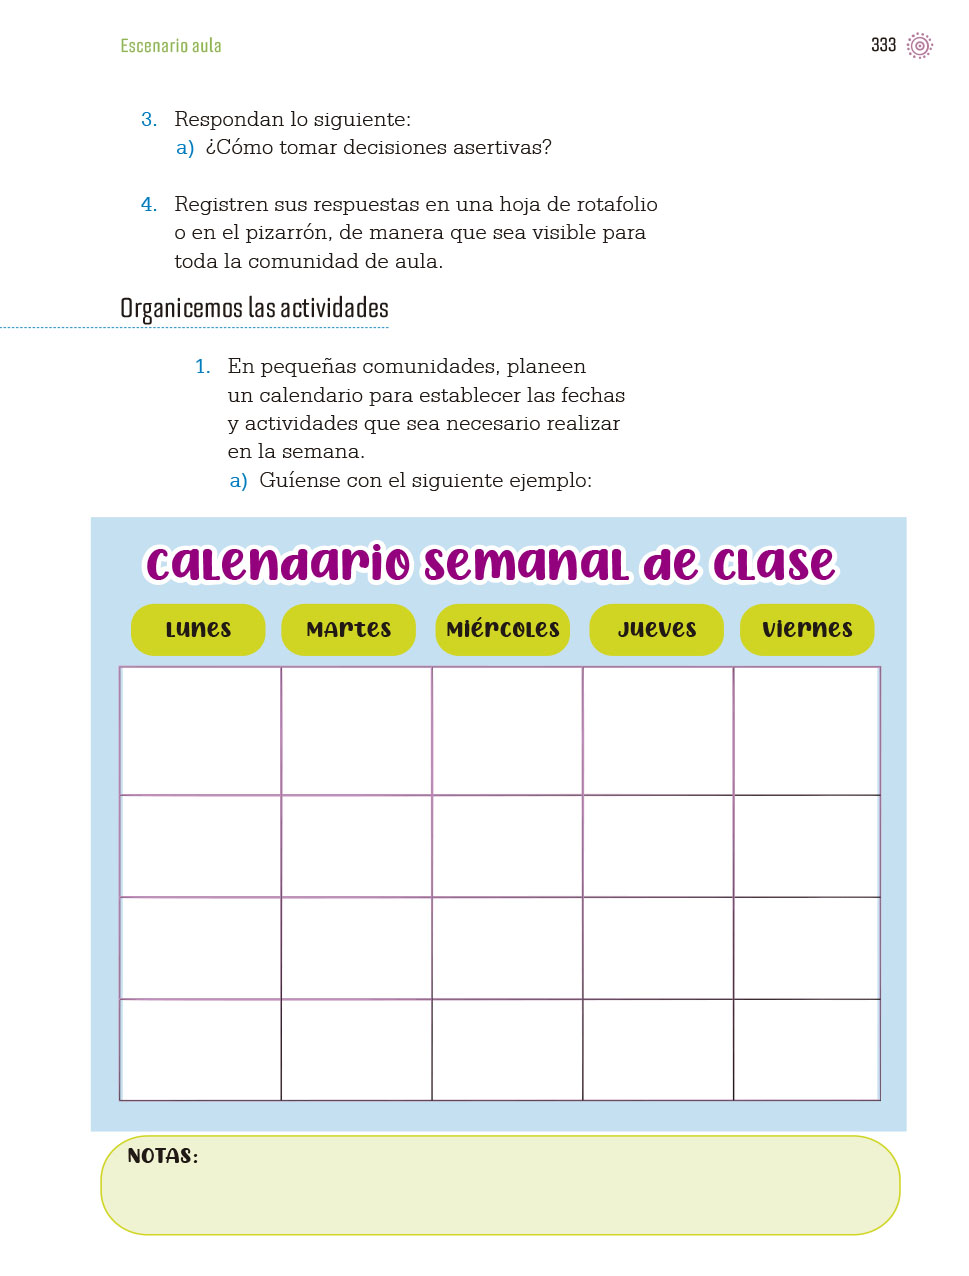 Escenario aula
333
3. Respondan lo siguiente:
a) ¿Cómo tomar decisiones asertivas?
4. Registren sus respuestas en una hoja de rotafolio
o en el pizarrón, de manera que sea visible para
toda la comunidad de aula.
Organicemos las actividades
1. En pequeñas comunidades, planeen
un calendario para establecer las fechas
y actividades que sea necesario realizar
en la semana.
a) Guíense con el siguiente ejemplo:
Calendario semanal de clase
Lunes Martes Miércoles Jueves Viernes
NOTAS: